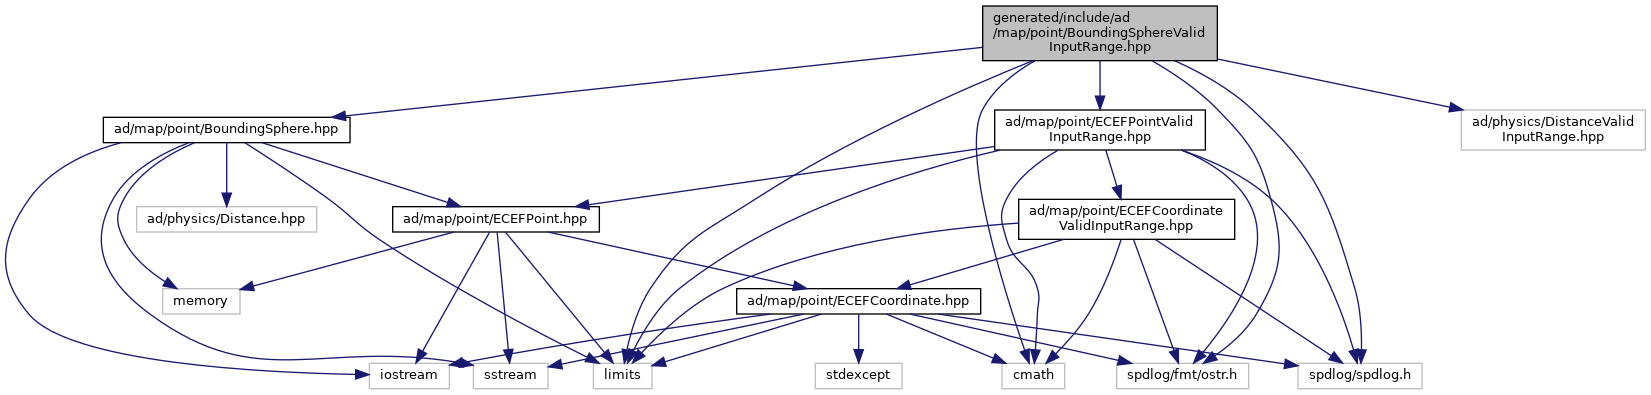 generated/include/ad
/map/point/BoundingSphereValid
InputRange.hpp
ad/map/point/BoundingSphere.hpp
ad/map/point/ECEFPointValid
InputRange.hpp
ad/physics/DistanceValid
InputRange.hpp
ad/physics/Distance.hpp
ad/map/point/ECEFPoint.hpp
ad/map/point/ECEFCoordinate
ValidInputRange.hpp
memory
ad/map/point/ECEFCoordinate.hpp
iostream
sstream
limits
stdexcept
cmath
spdlog/fmt/ostr.h
spdlog/spdlog.h